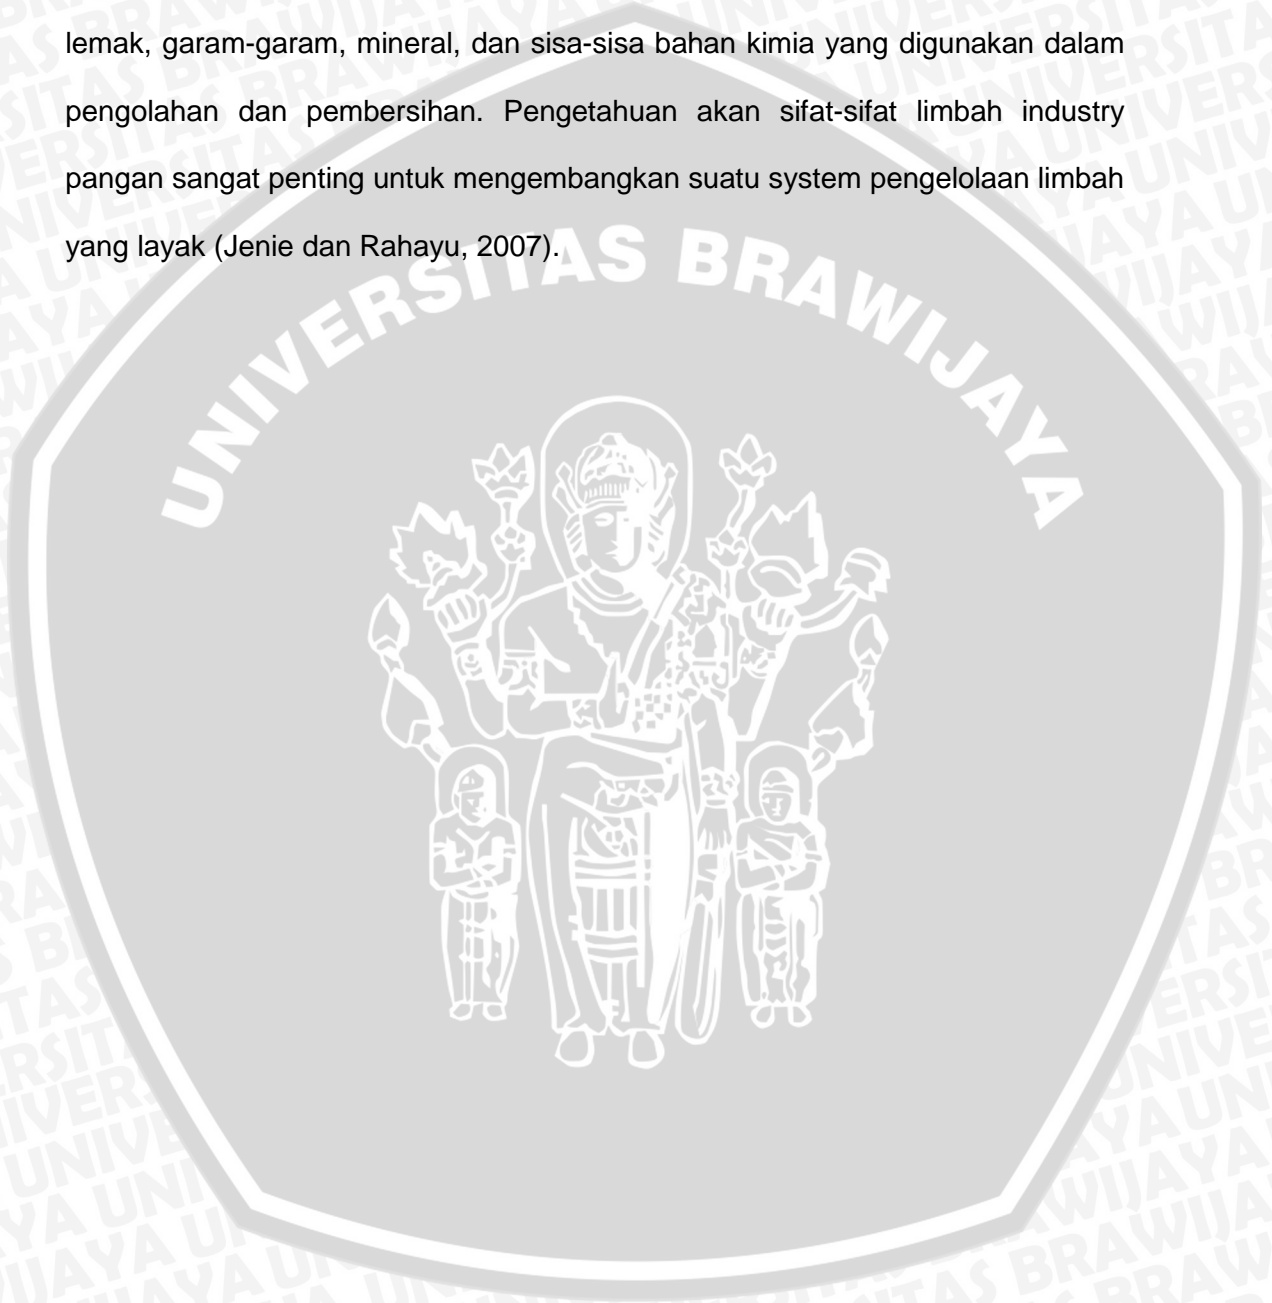 lemak, garam-garam, mineral, dan sisa-sisa bahan kimia yang digunakan dalam
pengolahan dan pembersihan. Pengetahuan akan sifat-sifat limbah industry
pangan sangat penting untuk mengembangkan suatu system pengelolaan limbah
yang layak (Jenie dan Rahayu, 2007).
UNIVERSITAS BRAWIJAYA